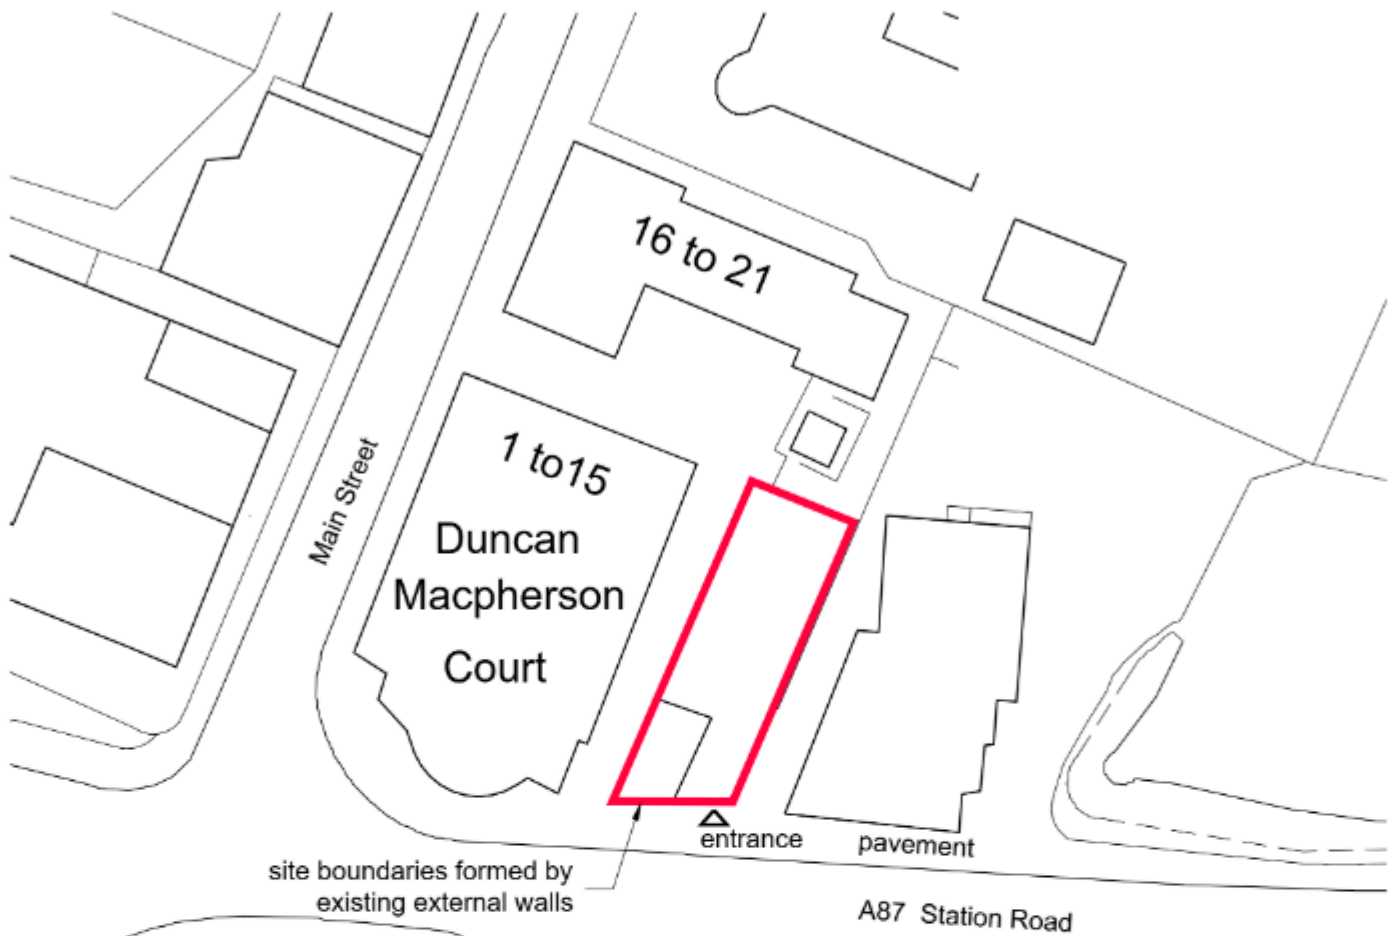 16 to 21
1 to15
Duncan
Macpherson
Court
Main Street
entrance
pavement
site boundaries formed by
existing external walls
A87 Station Road